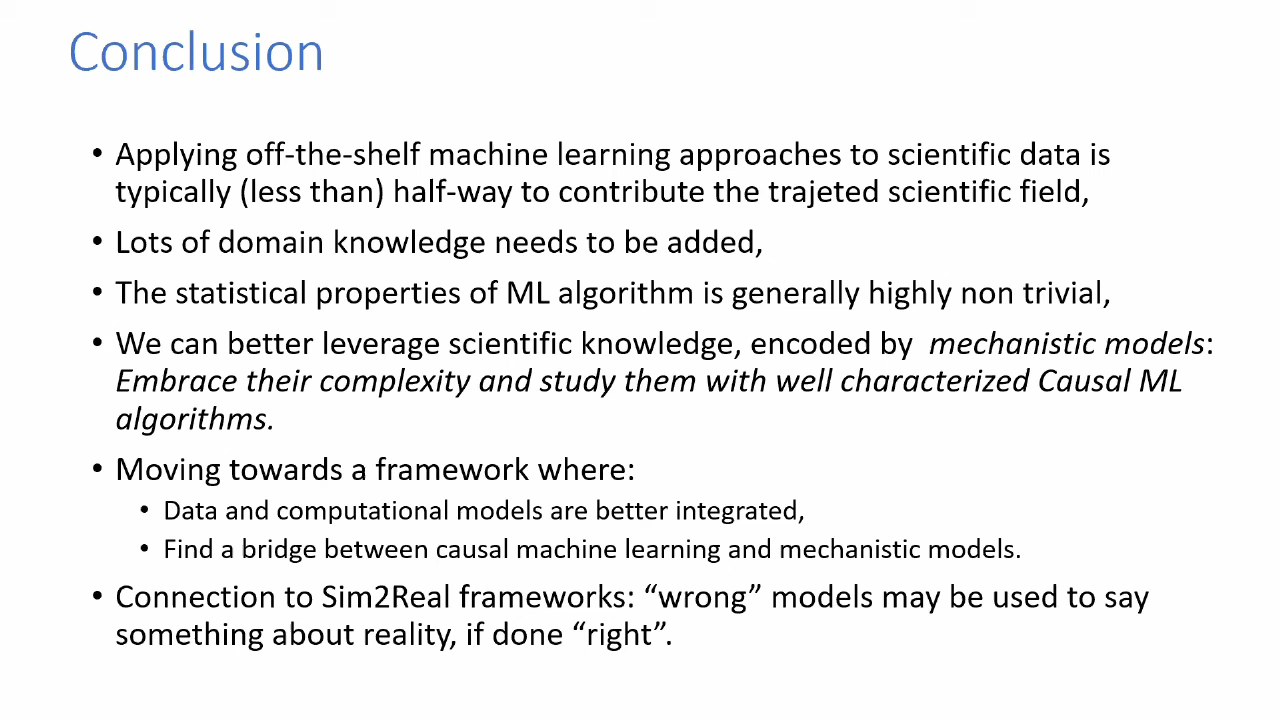 Conclusion
• Applying off-the-shelf machine learning approaches to scientific data is
typically (less than) half-way to contribute the trajeted scientific field,
• Lots of domain knowledge needs to be added,
• The statistical properties of ML algorithm is generally highly non trivial,
• We can better leverage scientific knowledge, encoded by mechanistic models:
Embrace their complexity and study them with well characterized Causal ML
algorithms.
• Moving towards a framework where:
• Data and computational models are better integrated,
• Find a bridge between causal machine learning and mechanistic models.
• Connection to Sim2Real frameworks: “wrong” models may be used to say
something about reality, if done “right”.